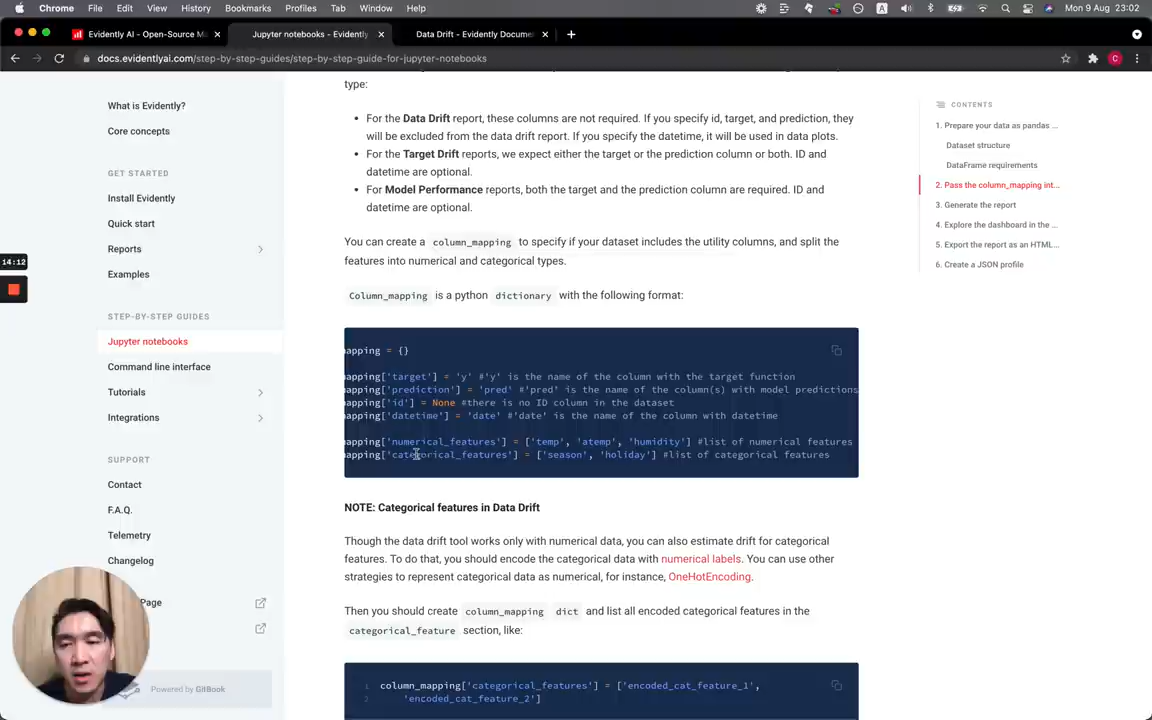 Chrome File Edit View History Bookmarks Profiles Tab Window Help
A
Mon 9 Aug 23:02
Evidently AI - Open-Source M
Jupyter notebooks - Evidently
Data Drift - Evidently Docume
docs.evidentlyai.com/step-by-step-guides/step-by-step-guide-for-jupyter-notebooks
C
14:12
What is Evidently?
Core concepts
GET STARTED
Install Evidently
Quick start
Reports
Examples
STEP-BY-STEP GUIDES
Jupyter notebooks
Command line interface
Tutorials
Integrations
SUPPORT
Contact
F.A.Q.
Telemetry
Changelog
Page
Powered by GitBook
type:
For the Data Drift report, these columns are not required. If you specify id, target, and prediction, they
will be excluded from the data drift report. If you specify the datetime, it will be used in data plots.
For the Target Drift reports, we expect either the target or the prediction column or both. ID and
datetime are optional.
For Model Performance reports, both the target and the prediction column are required. ID and
datetime are optional.
You can create a column_mapping to specify if your dataset includes the utility columns, and split the
features into numerical and categorical types.
Column_mapping is a python dictionary with the following format:
mapping = {}
mapping['target'] = 'y' #'y' is the name of the column with the target function
mapping['prediction'] = 'pred' #'pred' is the name of the column(s) with model predictions
mapping['id'] = None #there is no ID column in the dataset
mapping['datetime'] = 'date' #'date' is the name of the column with datetime
mapping['numerical_features'] = ['temp', 'atemp', 'humidity'] #list of numerical features
mapping['categorical_features'] = ['season', 'holiday'] #list of categorical features
NOTE: Categorical features in Data Drift
Though the data drift tool works only with numerical data, you can also estimate drift for categorical
features. To do that, you should encode the categorical data with numerical labels. You can use other
strategies to represent categorical data as numerical, for instance, OneHotEncoding.
Then you should create column_mapping dict and list all encoded categorical features in the
categorical_feature section, like:
1 column_mapping['categorical_features'] = ['encoded_cat_feature_1',
2 'encoded_cat_feature_2']
CONTENTS
1. Prepare your data as pandas ...
Dataset structure
DataFrame requirements
2. Pass the column_mapping int...
3. Generate the report
4. Explore the dashboard in the ...
5. Export the report as an HTML...
6. Create a JSON profile